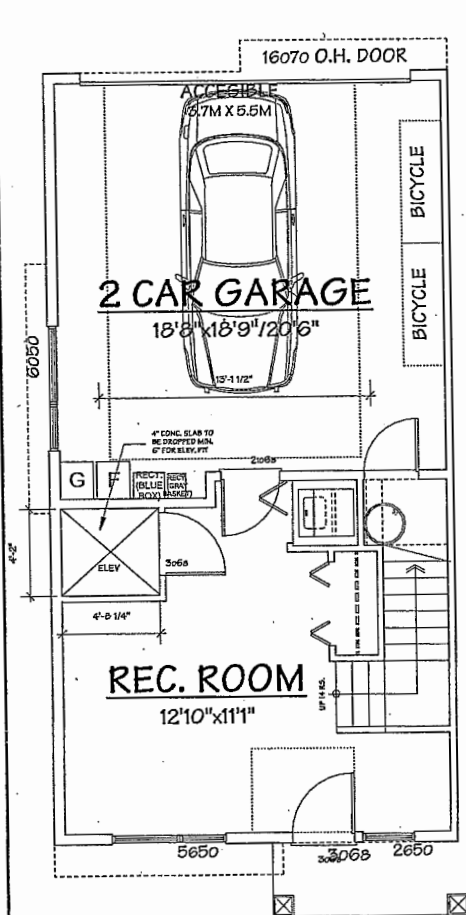 16070 O.H. DOOR
ACCESIBLE
3.7M X 5.5M
BICYCLE
BICYCLE
2 CAR GARAGE
18'8"x18'9"/20'6"
6050
13'-1 1/2"
4" CONC. SLAB TO
BE DROPPED MIN.
6" FOR ELEV. PIT
2068
G
F
RECT.
(BLUE
BOX)
RECT.
GRAY
BASKET
4'-2"
ELEV
3068
4'-8 1/4"
REC. ROOM
12'10"x11'1"
UP 14 RS.
5650
3068
3068
2650